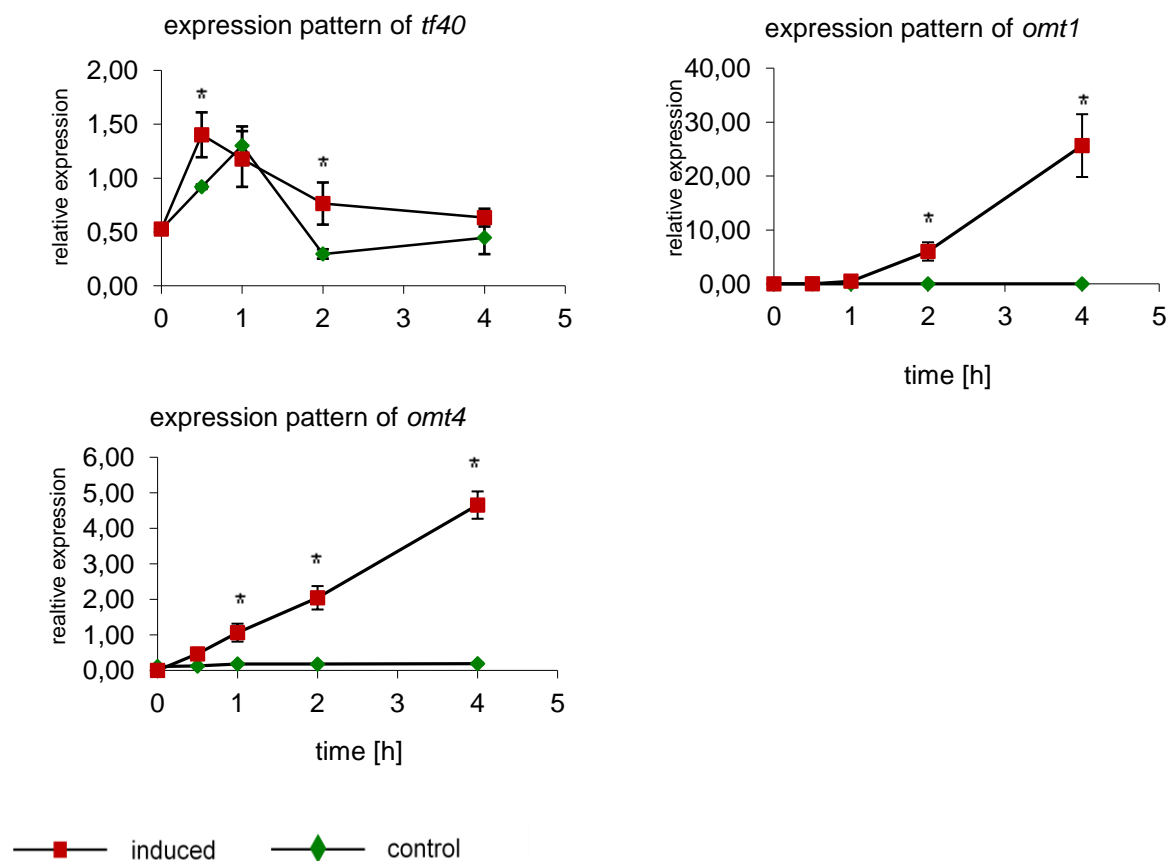 expression pattern of tf40
relative expression
2,00
1,50
1,00
0,50
0,00
*
*
0 1 2 3 4 5
expression pattern of omt1
relative expression
40,00
30,00
20,00
10,00
0,00
*
*
0 1 2 3 4 5
time [h]
expression pattern of omt4
realtive expression
6,00
5,00
4,00
3,00
2,00
1,00
0,00
*
*
*
0 1 2 3 4 5
time [h]
induced control